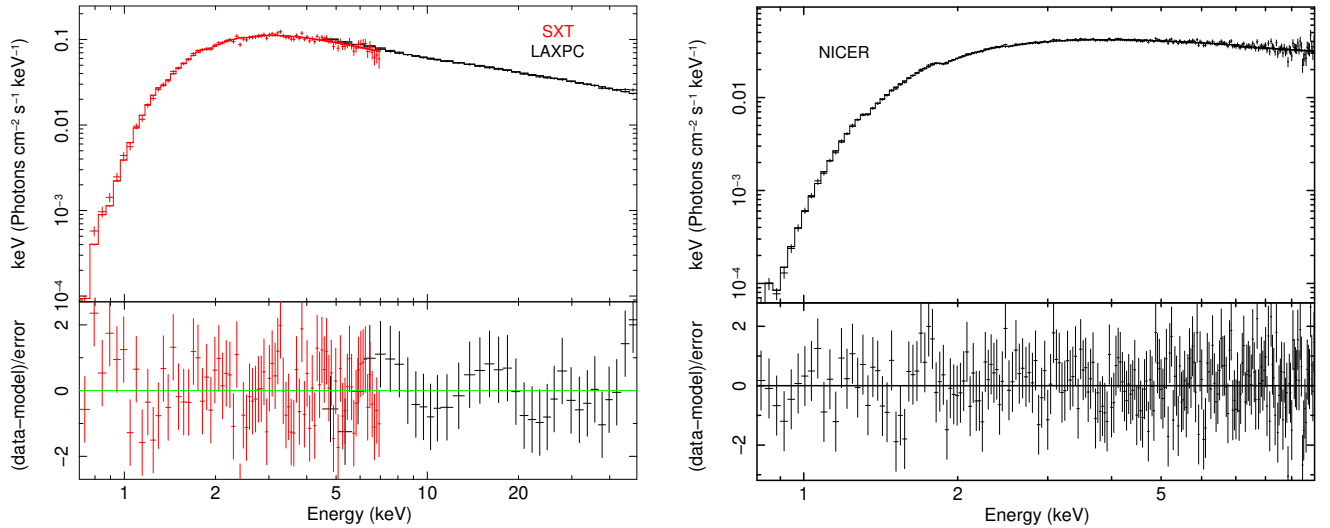 SXT
LAXPC
keV (Photons cm⁻² s⁻¹ keV⁻¹)
0.1
0.01
10⁻³
10⁻⁴
(data−model)/error
2
0
−2
1
2
5
10
20
Energy (keV)
NICER
keV (Photons cm⁻² s⁻¹ keV⁻¹)
0.01
10⁻³
10⁻⁴
(data−model)/error
2
0
−2
1
2
5
Energy (keV)